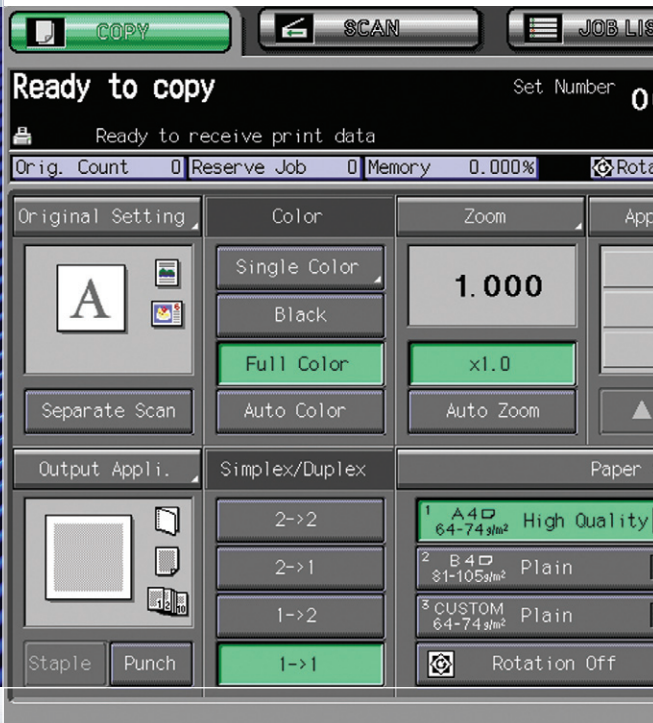 COPY
SCAN
JOB LIS
Ready to copy
Set Number
Ready to receive print data
Orig. Count 0 Reserve Job 0 Memory 0.000% Rota
Original Setting
Color
Zoom
App
A
Single Color
1.000
Black
Full Color
x1.0
Separate Scan
Auto Color
Auto Zoom
Output Appli.
Simplex/Duplex
Paper
2->2
1 A4 High Quality
64-74g/m²
2->1
2 B4 Plain
81-105g/m²
1 2 10
1->2
3 CUSTOM Plain
64-74g/m²
Staple
Punch
1->1
Rotation Off